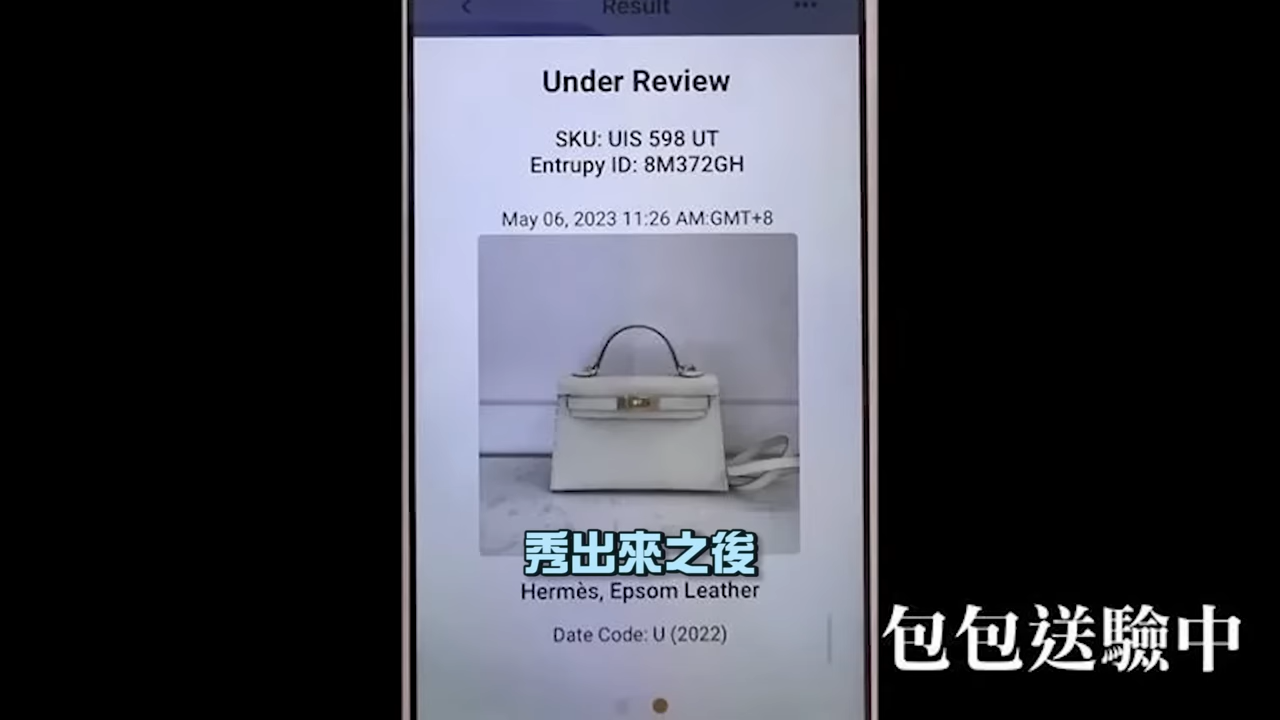 Result
Under Review
SKU: UIS 598 UT
Entrupy ID: 8M372GH
May 06, 2023 11:26 AM:GMT+8
秀出來之後
Hermès, Epsom Leather
Date Code: U (2022)
包包送驗中